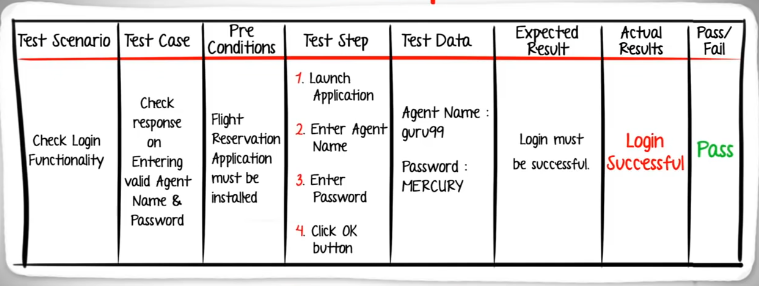 Test Scenario
Test Case
Pre
Conditions
Test Step
Test Data
Expected
Result
Actual
Results
Pass/
Fail
Check Login
Functionality
Check
response
on
Entering
valid Agent
Name &
Password
Flight
Reservation
Application
must be
installed
1. Launch
Application
2. Enter Agent
Name
3. Enter
Password
4. Click OK
button
Agent Name :
guru99
Password :
MERCURY
Login must
be successful.
Login
Successful
Pass